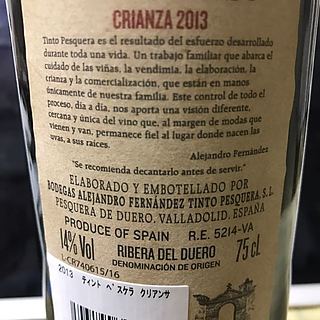 CRIANZA 2013
Tinto Pesquera es el resultado del esfuerzo desarrollado
durante toda una vida. Un trabajo familiar que abarca el
cuidado de las viñas, la vendimia, la elaboración, la
crianza y la comercialización, que están en manos
únicamente de nuestra familia. Este control de todo el
proceso, día a día, nos aporta una visión diferente,
cercana y única del vino que, al margen de modas que
vienen y van, permanece fiel al lugar donde nacen las
uvas, a sus raíces.
Alejandro Fernández
"Se recomienda decantarlo antes de servir."
ELABORADO Y EMBOTELLADO POR
BODEGAS ALEJANDRO FERNÁNDEZ TINTO PESQUERA, S.L.
PESQUERA DE DUERO. VALLADOLID. ESPAÑA
PRODUCE OF SPAIN R.E. 5214-VA
14% Vol RIBERA DEL DUERO 75 cl.
DENOMINACIÓN DE ORIGEN
L-CR740615/16
2013 ティント ペスケラ クリアンサ